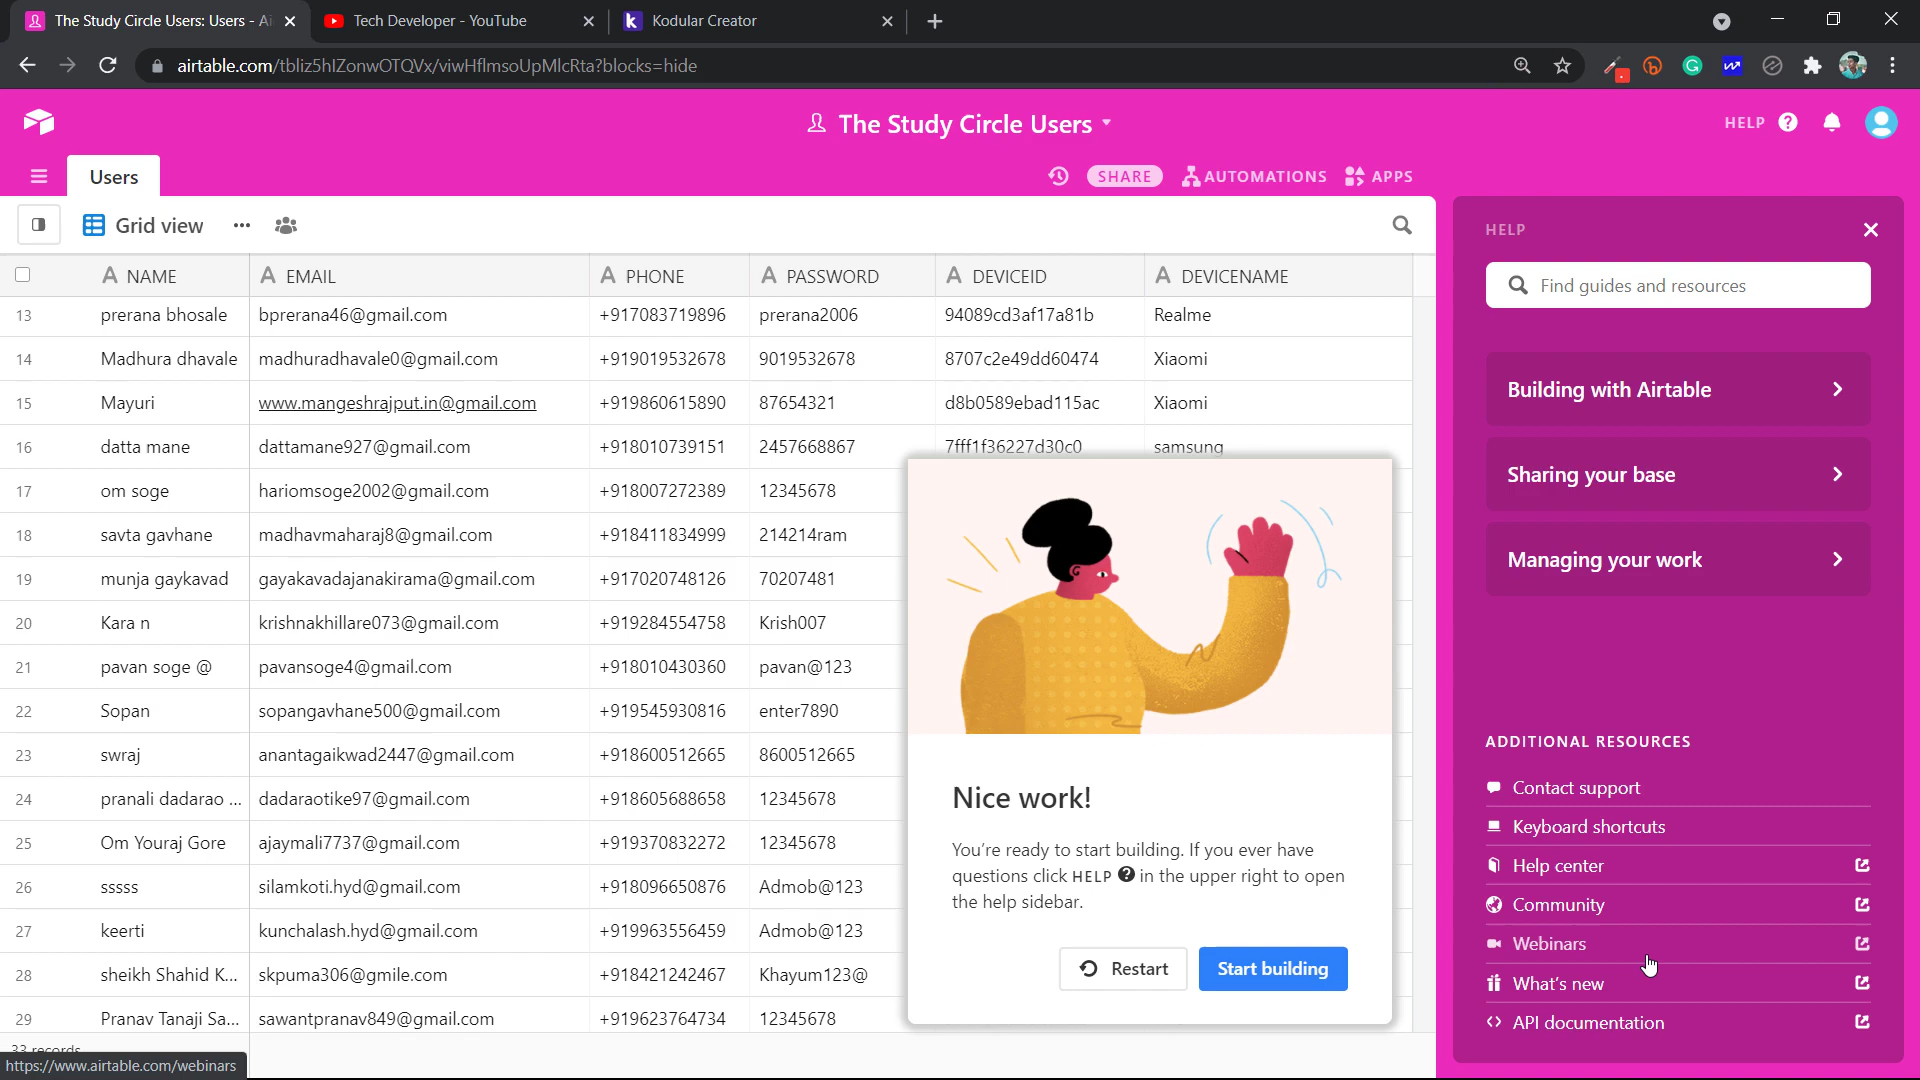 The Study Circle Users: Users - Ai
Tech Developer - YouTube
Kodular Creator
airtable.com/tbliz5hIZonwOTQVx/viwHfImsoUpMlcRta?blocks=hide
The Study Circle Users
HELP
Users
SHARE
AUTOMATIONS
APPS
Grid view
NAME EMAIL PHONE PASSWORD DEVICEID DEVICENAME
13 prerana bhosale bprerana46@gmail.com +917083719896 prerana2006 94089cd3af17a81b Realme
14 Madhura dhavale madhuradhavale0@gmail.com +919019532678 9019532678 8707c2e49dd60474 Xiaomi
15 Mayuri www.mangeshrajput.in@gmail.com +919860615890 87654321 d8b0589ebad115ac Xiaomi
16 datta mane dattamane927@gmail.com +918010739151 2457668867 7fff1f36227d30c0 samsung
17 om soge hariomsoge2002@gmail.com +918007272389 12345678
18 savta gavhane madhavmaharaj8@gmail.com +918411834999 214214ram
19 munja gaykavad gayakavadajanakirama@gmail.com +917020748126 70207481
20 Kara n krishnakhillare073@gmail.com +919284554758 Krish007
21 pavan soge @ pavansoge4@gmail.com +918010430360 pavan@123
22 Sopan sopangavhane500@gmail.com +919545930816 enter7890
23 swraj anantagaikwad2447@gmail.com +918600512665 8600512665
24 pranali dadarao ... dadaraotike97@gmail.com +918605688658 12345678
25 Om Youraj Gore ajaymali7737@gmail.com +919370832272 12345678
26 sssss silamkoti.hyd@gmail.com +918096650876 Admob@123
27 keerti kunchalash.hyd@gmail.com +919963556459 Admob@123
28 sheikh Shahid K... skpuma306@gmile.com +918421242467 Khayum123@
29 Pranav Tanaji Sa... sawantpranav849@gmail.com +919623764734 12345678
33 records
https://www.airtable.com/webinars
Nice work!
You're ready to start building. If you ever have
questions click HELP ? in the upper right to open
the help sidebar.
Restart
Start building
HELP
Find guides and resources
Building with Airtable
Sharing your base
Managing your work
ADDITIONAL RESOURCES
Contact support
Keyboard shortcuts
Help center
Community
Webinars
What's new
API documentation